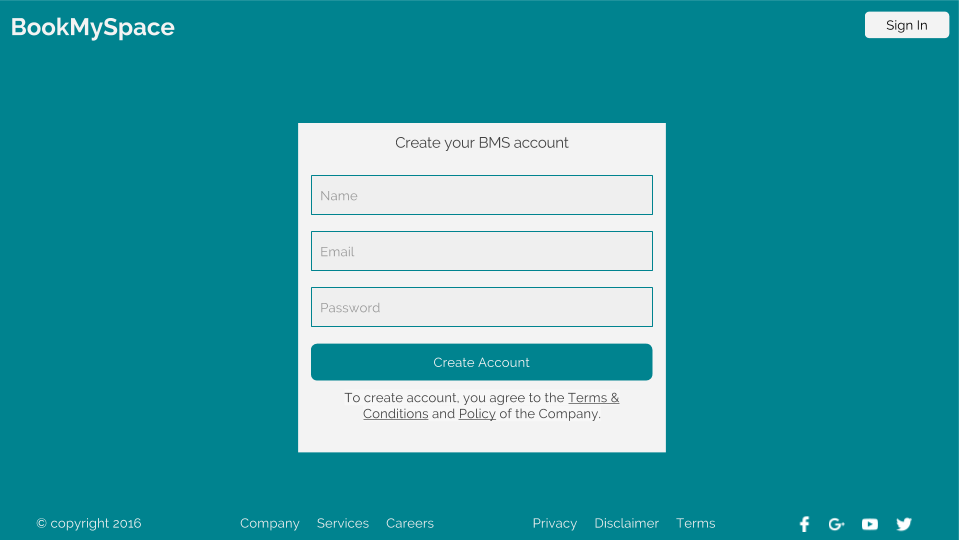 BookMySpace
Sign In
Create your BMS account
Name
Email
Password
Create Account
To create account, you agree to the Terms &
Conditions and Policy of the Company.
© copyright 2016 Company Services Careers Privacy Disclaimer Terms